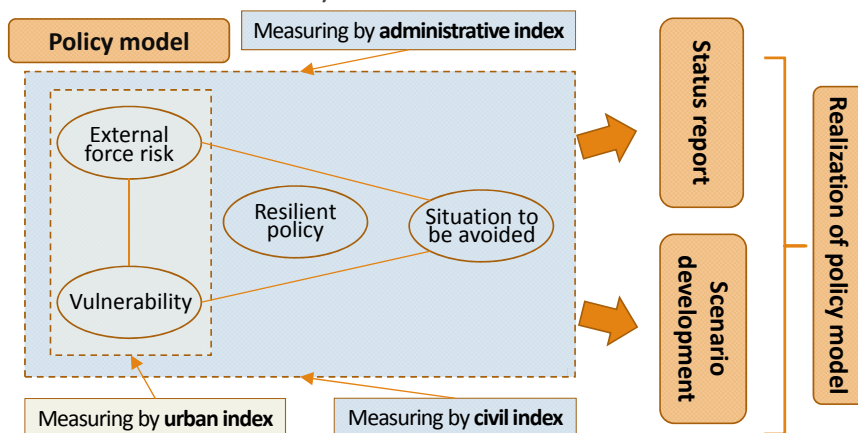 Policy model
Measuring by administrative index
External
force risk
Resilient
policy
Situation to
be avoided
Vulnerability
Measuring by urban index
Measuring by civil index
Status
report
Scenario
development
Realization of policy model